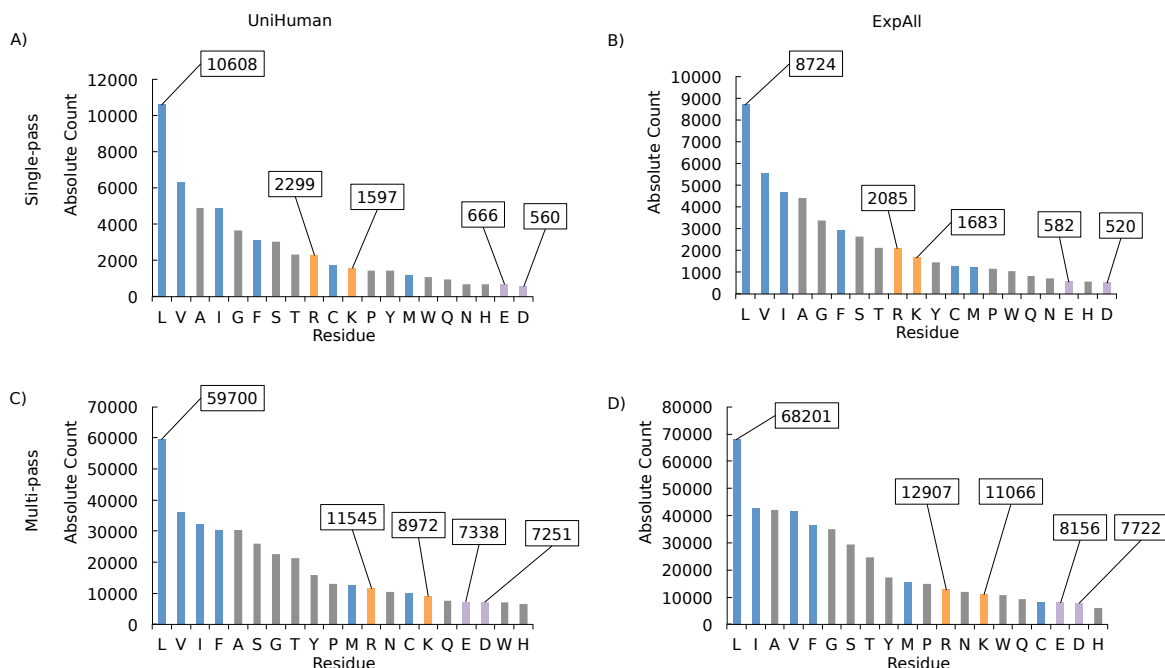 UniHuman
ExpAll
Single-pass
Multi-pass
A)
10608
2299
1597
666
560
Absolute Count
12000
10000
8000
6000
4000
2000
0
L V A I G F S T R C K P Y M W Q N H E D
Residue
B)
8724
2085
1683
582
520
Absolute Count
10000
9000
8000
7000
6000
5000
4000
3000
2000
1000
0
L V I A G F S T R K Y C M P W Q N E H D
Residue
C)
59700
11545
8972
7338
7251
Absolute Count
70000
60000
50000
40000
30000
20000
10000
0
L V I F A S G T Y P M R N C K Q E D W H
Residue
D)
68201
12907
11066
8156
7722
Absolute Count
80000
70000
60000
50000
40000
30000
20000
10000
0
L I A V F G S T Y M P R N K W Q C E D H
Residue